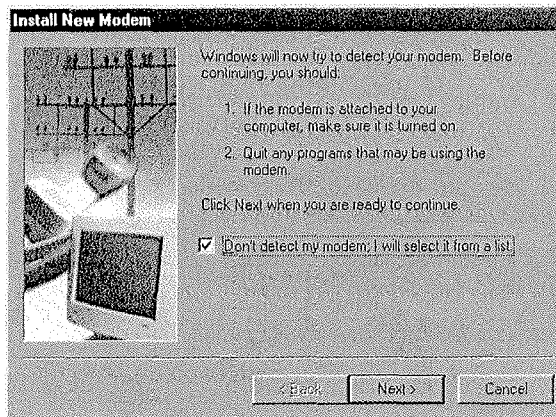 Install New Modem
Windows will now try to detect your modem. Before
continuing, you should:
1. If the modem is attached to your
computer, make sure it is turned on.
2. Quit any programs that may be using the
modem.
Click Next when you are ready to continue.
Don't detect my modem; I will select it from a list.
< Back
Next >
Cancel